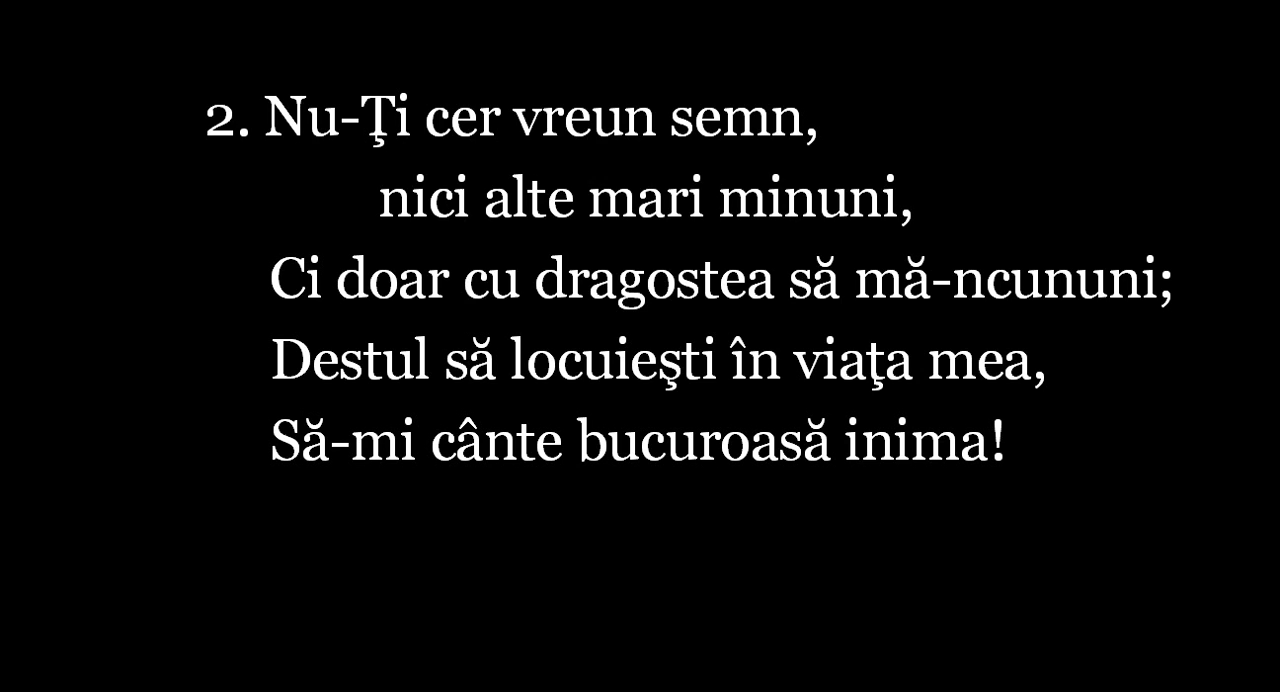 2. Nu-Ţi cer vreun semn,
nici alte mari minuni,
Ci doar cu dragostea să mă-ncununi;
Destul să locuieşti în viaţa mea,
Să-mi cânte bucuroasă inima!